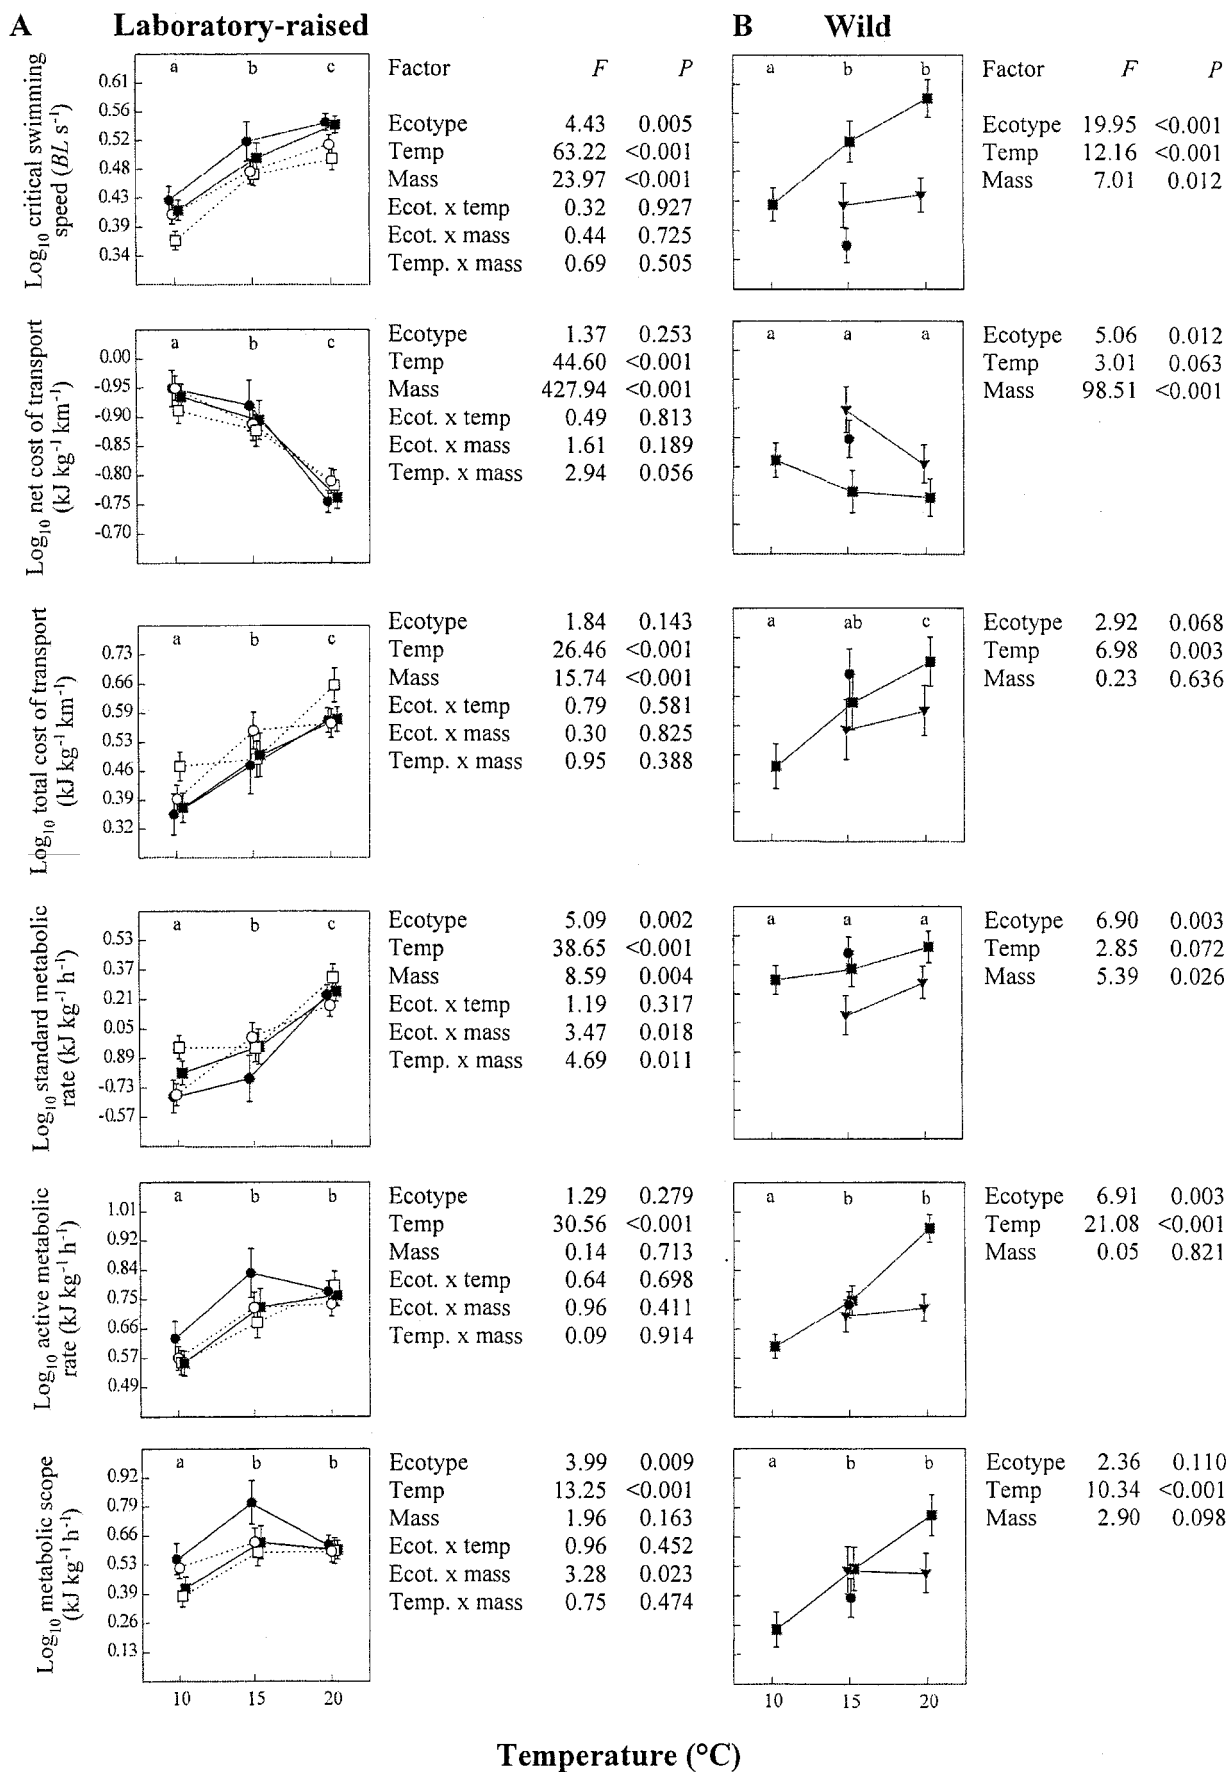 A Laboratory-raised B Wild
Log10 critical swimming
speed (BL s-1)
0.61
0.56
0.52
0.48
0.43
0.39
0.34
a b c
Factor F P
Ecotype 4.43 0.005
Temp 63.22 <0.001
Mass 23.97 <0.001
Ecot. x temp 0.32 0.927
Ecot. x mass 0.44 0.725
Temp. x mass 0.69 0.505
a b b
Factor F P
Ecotype 19.95 <0.001
Temp 12.16 <0.001
Mass 7.01 0.012
Log10 net cost of transport
(kJ kg-1 km-1)
0.00
-0.95
-0.90
-0.85
-0.80
-0.75
-0.70
a b c
Ecotype 1.37 0.253
Temp 44.60 <0.001
Mass 427.94 <0.001
Ecot. x temp 0.49 0.813
Ecot. x mass 1.61 0.189
Temp. x mass 2.94 0.056
a a a
Ecotype 5.06 0.012
Temp 3.01 0.063
Mass 98.51 <0.001
Log10 total cost of transport
(kJ kg-1 km-1)
0.73
0.66
0.59
0.53
0.46
0.39
0.32
a b c
Ecotype 1.84 0.143
Temp 26.46 <0.001
Mass 15.74 <0.001
Ecot. x temp 0.79 0.581
Ecot. x mass 0.30 0.825
Temp. x mass 0.95 0.388
a ab c
Ecotype 2.92 0.068
Temp 6.98 0.003
Mass 0.23 0.636
Log10 standard metabolic
rate (kJ kg-1 h-1)
0.53
0.37
0.21
0.05
0.89
-0.73
-0.57
a b c
Ecotype 5.09 0.002
Temp 38.65 <0.001
Mass 8.59 0.004
Ecot. x temp 1.19 0.317
Ecot. x mass 3.47 0.018
Temp. x mass 4.69 0.011
a a a
Ecotype 6.90 0.003
Temp 2.85 0.072
Mass 5.39 0.026
Log10 active metabolic
rate (kJ kg-1 h-1)
1.01
0.92
0.84
0.75
0.66
0.57
0.49
a b b
Ecotype 1.29 0.279
Temp 30.56 <0.001
Mass 0.14 0.713
Ecot. x temp 0.64 0.698
Ecot. x mass 0.96 0.411
Temp. x mass 0.09 0.914
a b b
Ecotype 6.91 0.003
Temp 21.08 <0.001
Mass 0.05 0.821
Log10 metabolic scope
(kJ kg-1 h-1)
0.92
0.79
0.66
0.53
0.39
0.26
0.13
a b b
Ecotype 3.99 0.009
Temp 13.25 <0.001
Mass 1.96 0.163
Ecot. x temp 0.96 0.452
Ecot. x mass 3.28 0.023
Temp. x mass 0.75 0.474
a b b
Ecotype 2.36 0.110
Temp 10.34 <0.001
Mass 2.90 0.098
10 15 20
10 15 20
Temperature (°C)